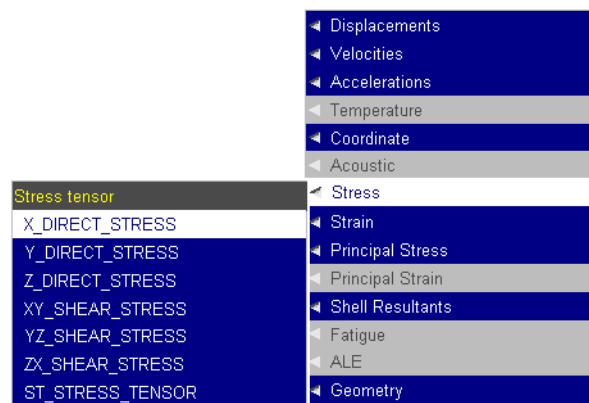 Displacements
Velocities
Accelerations
Temperature
Coordinate
Acoustic
Stress
Strain
Principal Stress
Principal Strain
Shell Resultants
Fatigue
ALE
Geometry
Stress tensor
X_DIRECT_STRESS
Y_DIRECT_STRESS
Z_DIRECT_STRESS
XY_SHEAR_STRESS
YZ_SHEAR_STRESS
ZX_SHEAR_STRESS
ST_STRESS_TENSOR